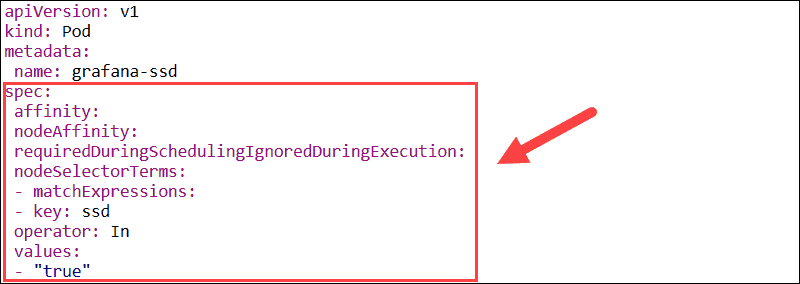 apiVersion: v1
kind: Pod
metadata:
 name: grafana-ssd
spec:
 affinity:
 nodeAffinity:
 requiredDuringSchedulingIgnoredDuringExecution:
 nodeSelectorTerms:
 - matchExpressions:
 - key: ssd
 operator: In
 values:
 - "true"